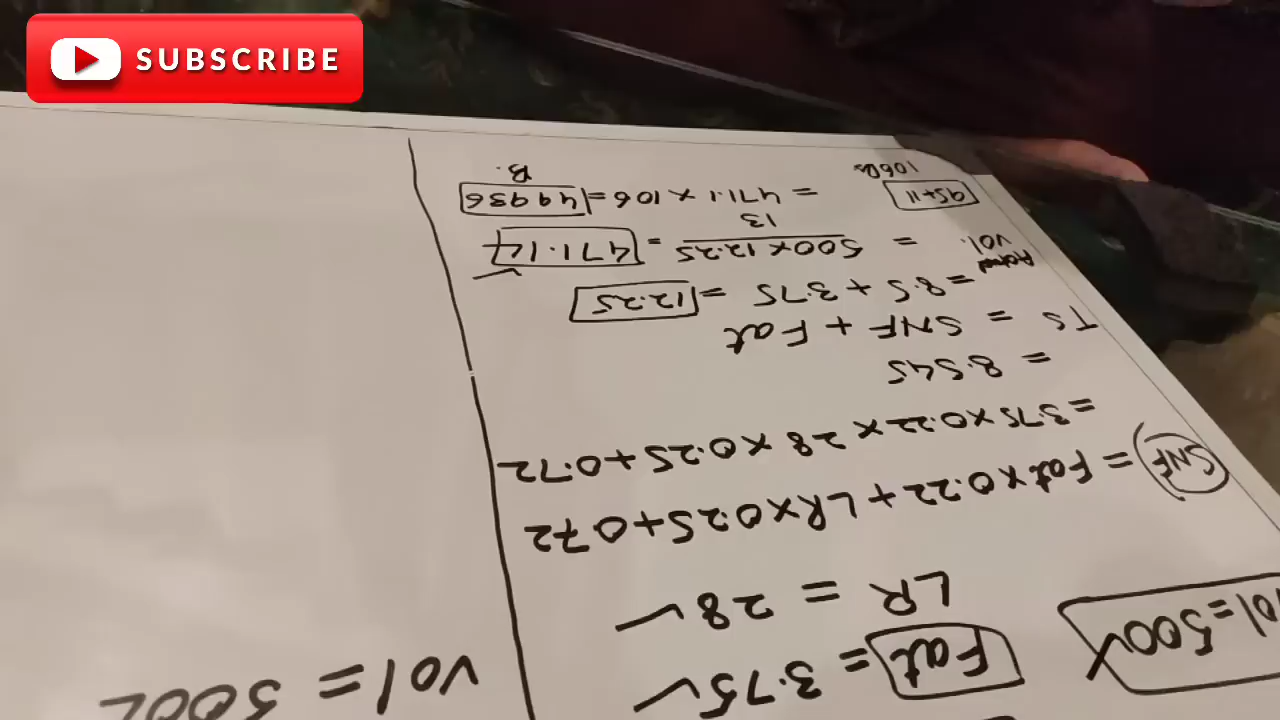 SUBSCRIBE
Vol = 500L
Vol = 500
Fat = 3.75 ✓
LR = 28 ✓
SNF = Fat × 0.22 + LR × 0.25 + 0.72
= 3.75 × 0.22 × 28 × 0.25 + 0.72
= 8.545
TS = SNF + Fat
= 8.5 + 3.75 = 12.25
Actual vol. = 500 × 12.25 / 13 = 471.14
= 471.1 × 106 = 49936
95+11
106